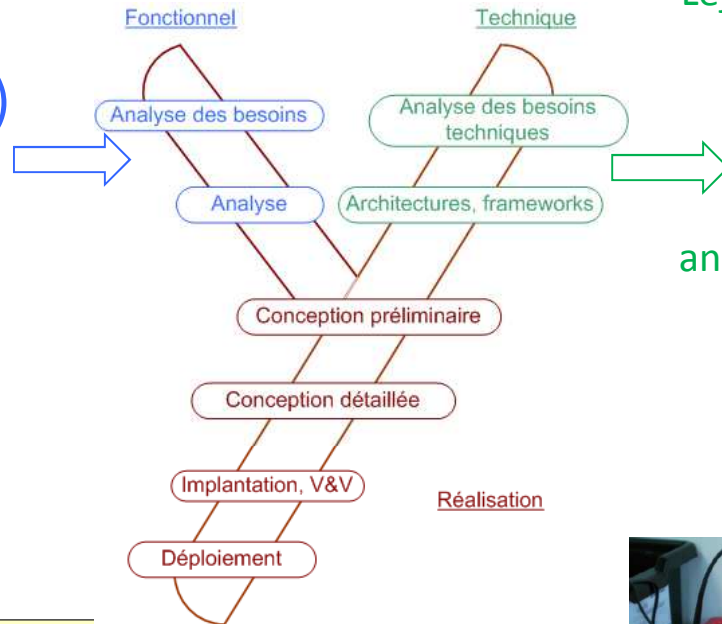 Fonctionnel
Technique
Analyse des besoins
Analyse des besoins
techniques
Analyse
Architectures, frameworks
an
Conception préliminaire
Conception détaillée
Implantation, V&V
Réalisation
Déploiement